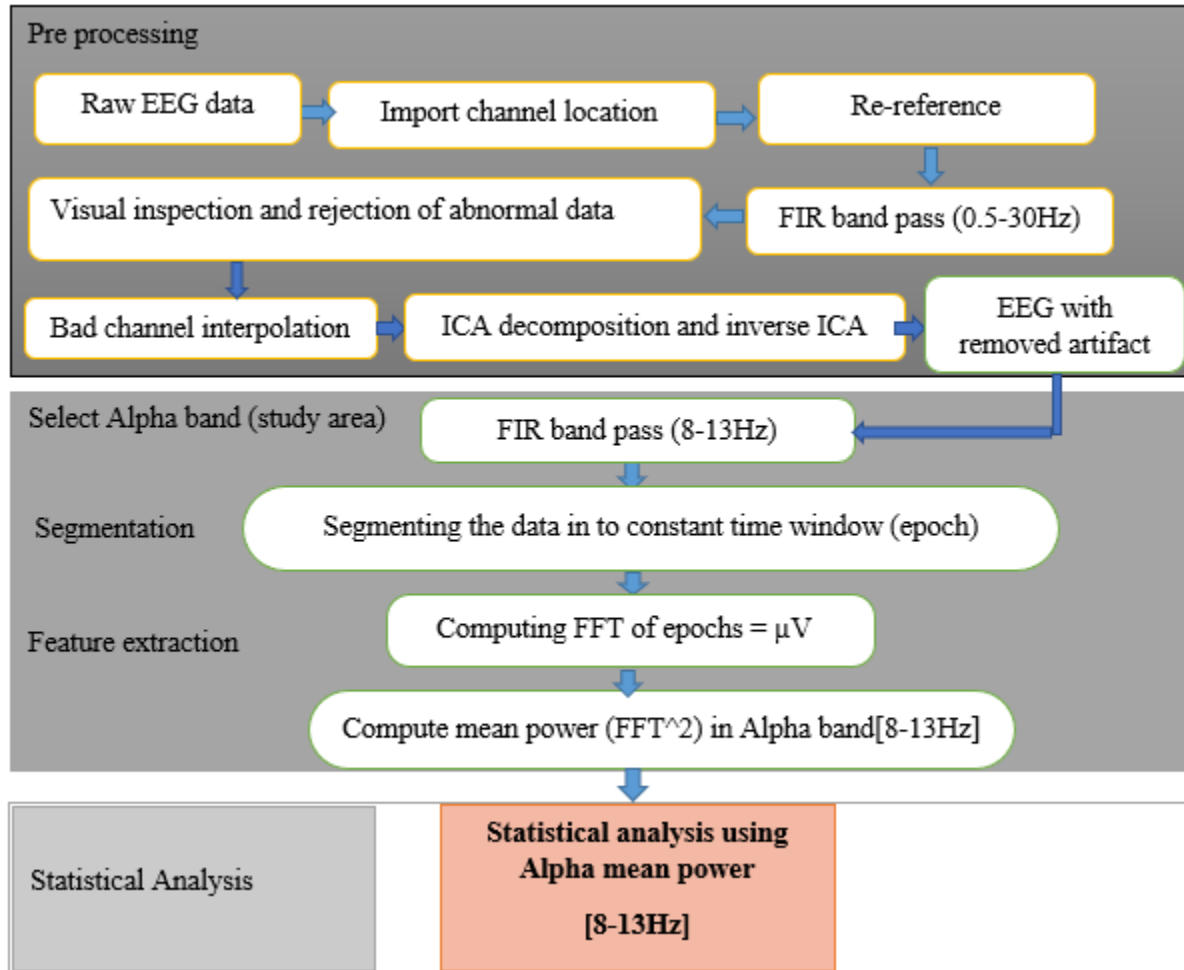 Pre processing
Raw EEG data
Import channel location
Re-reference
FIR band pass (0.5-30Hz)
Visual inspection and rejection of abnormal data
Bad channel interpolation
ICA decomposition and inverse ICA
EEG with
removed artifact
Select Alpha band (study area)
FIR band pass (8-13Hz)
Segmentation
Segmenting the data in to constant time window (epoch)
Feature extraction
Computing FFT of epochs = µV
Compute mean power (FFT^2) in Alpha band[8-13Hz]
Statistical Analysis
Statistical analysis using
Alpha mean power
[8-13Hz]